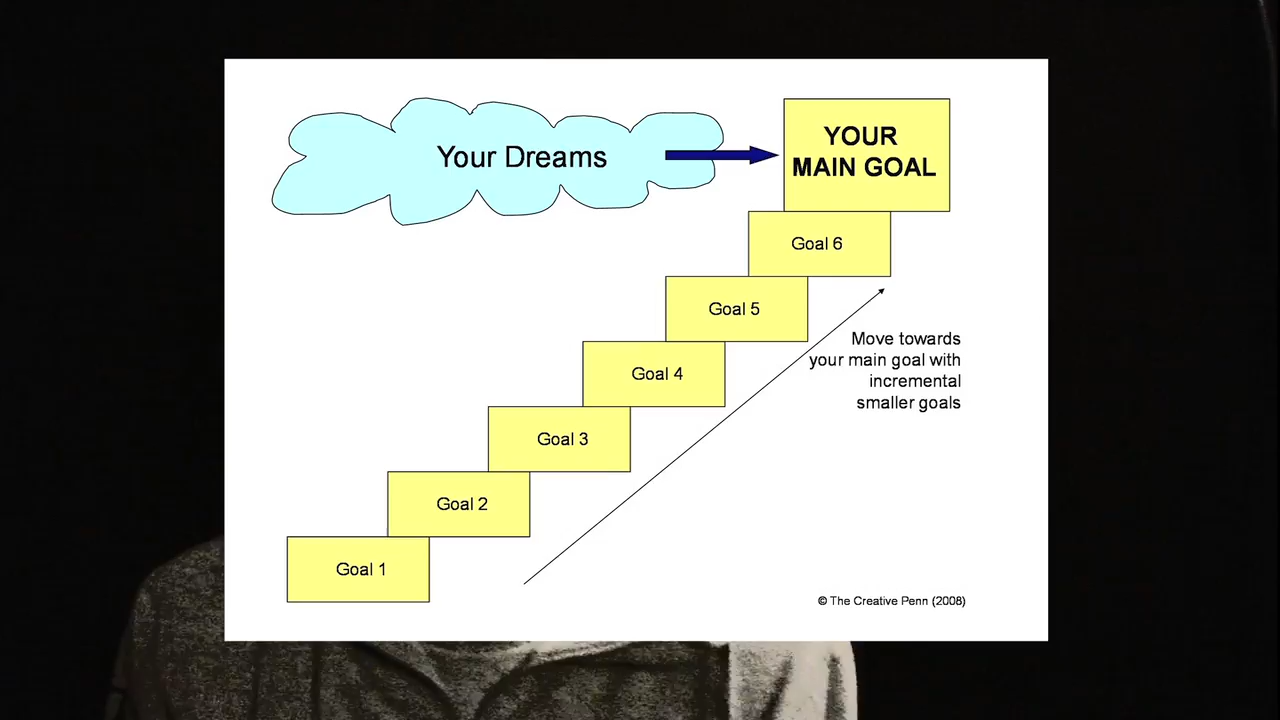 Your Dreams
YOUR
MAIN GOAL
Goal 6
Goal 5
Move towards
your main goal with
incremental
smaller goals
Goal 4
Goal 3
Goal 2
Goal 1
© The Creative Penn (2008)